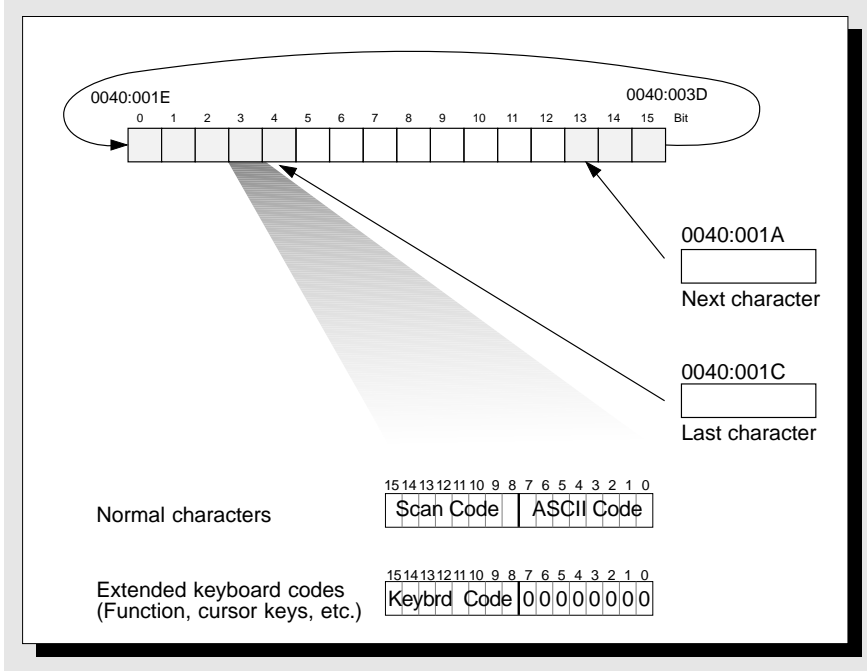 0040:001E 0040:003D
0 1 2 3 4 5 6 7 8 9 10 11 12 13 14 15 Bit
0040:001A
Next character
0040:001C
Last character
15 14 13 12 11 10 9 8 7 6 5 4 3 2 1 0
Normal characters Scan Code ASCII Code
15 14 13 12 11 10 9 8 7 6 5 4 3 2 1 0
Extended keyboard codes Keybrd Code 0 0 0 0 0 0 0 0
(Function, cursor keys, etc.)